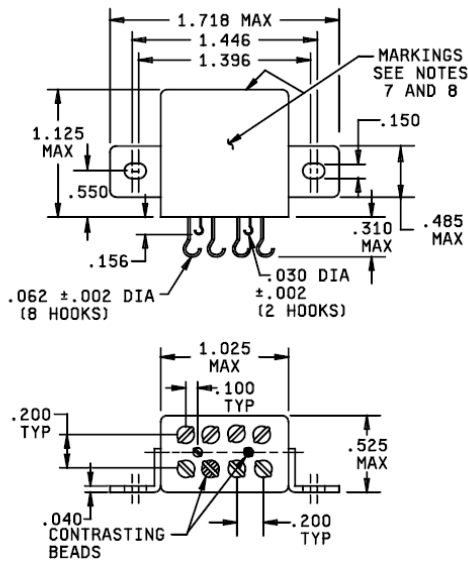 1.718 MAX
1.446
1.396
MARKINGS
SEE NOTES
7 AND 8
1.125
MAX
.150
.550
.485
MAX
.310
MAX
.156
.030 DIA
±.002
(2 HOOKS)
.062 ±.002 DIA
(8 HOOKS)
1.025
MAX
.100
TYP
.200
TYP
.525
MAX
.040
CONTRASTING
BEADS
.200
TYP